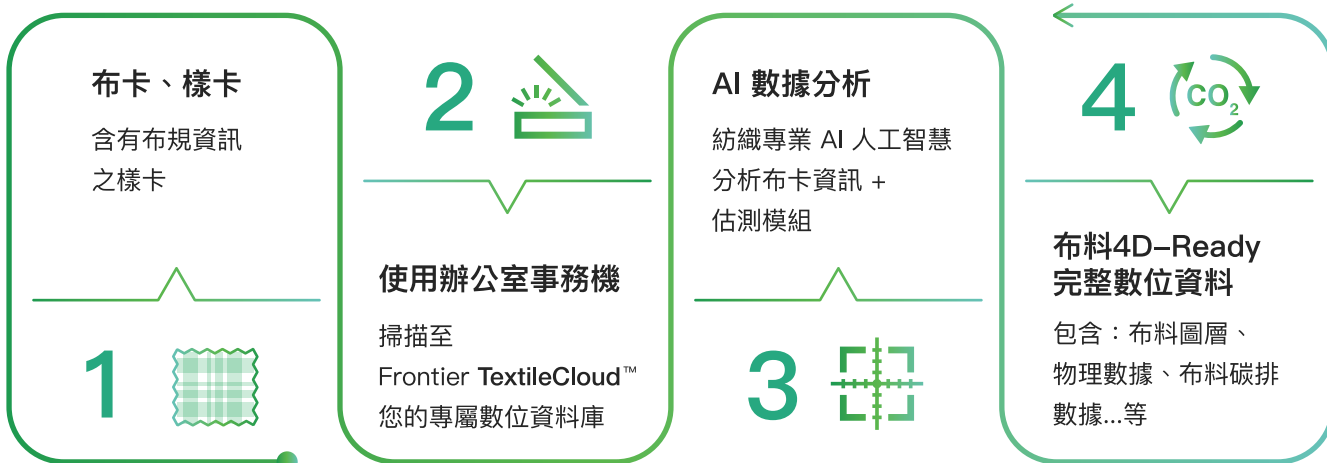 布卡、樣卡
含有布規資訊
之樣卡
1
2
使用辦公室事務機
掃描至
Frontier TextileCloud™
您的專屬數位資料庫
AI 數據分析
紡織專業 AI 人工智慧
分析布卡資訊 +
估測模組
3
4
CO₂
布料4D–Ready
完整數位資料
包含：布料圖層、
物理數據、布料碳排
數據...等